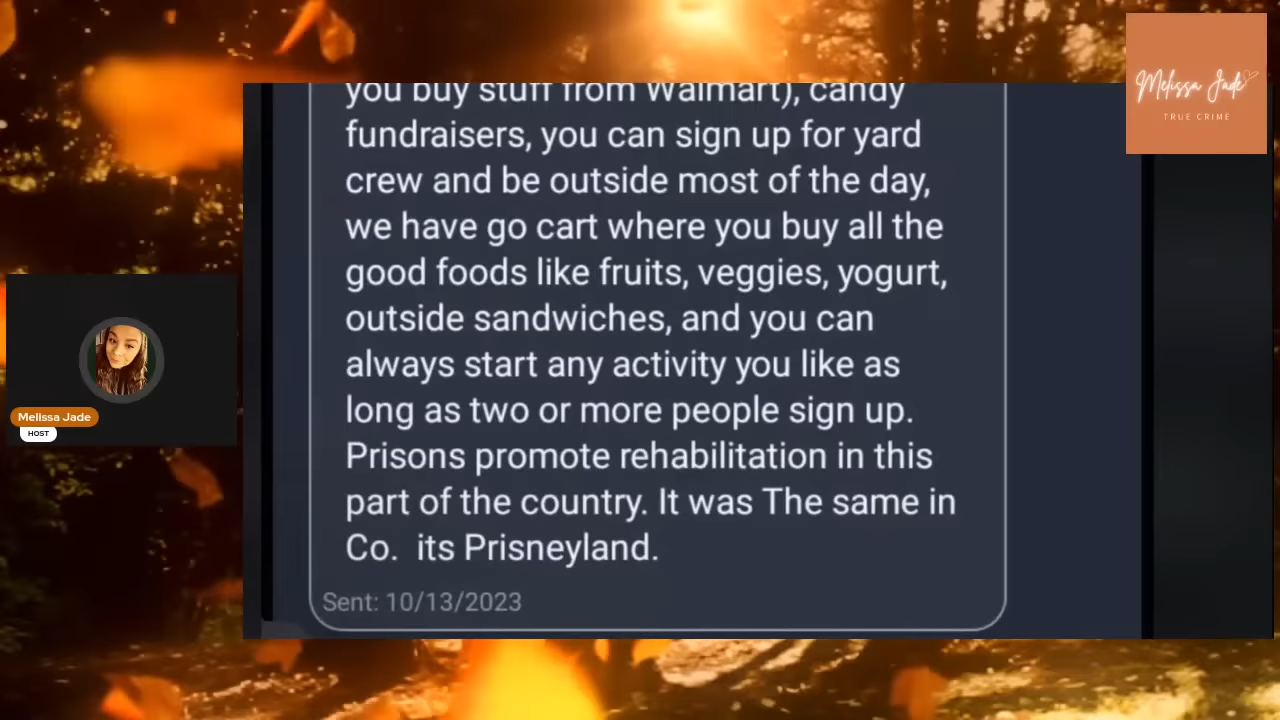 you buy stuff from Walmart), candy
fundraisers, you can sign up for yard
crew and be outside most of the day,
we have go cart where you buy all the
good foods like fruits, veggies, yogurt,
outside sandwiches, and you can
always start any activity you like as
long as two or more people sign up.
Prisons promote rehabilitation in this
part of the country. It was The same in
Co.  its Prisneyland.
Sent: 10/13/2023
Melissa Jade
TRUE CRIME
Melissa Jade
HOST